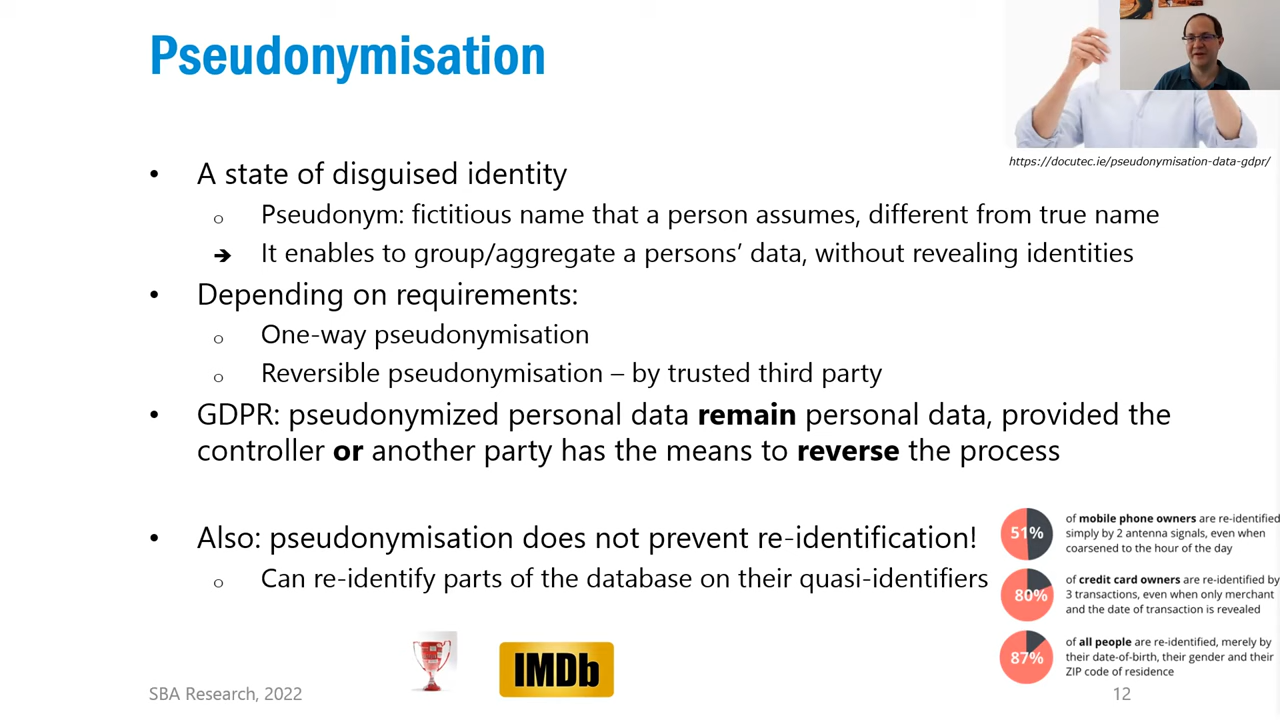 Pseudonymisation
https://docutec.ie/pseudonymisation-data-gdpr/
• A state of disguised identity
o Pseudonym: fictitious name that a person assumes, different from true name
➔ It enables to group/aggregate a persons’ data, without revealing identities
• Depending on requirements:
o One-way pseudonymisation
o Reversible pseudonymisation – by trusted third party
• GDPR: pseudonymized personal data remain personal data, provided the
controller or another party has the means to reverse the process
• Also: pseudonymisation does not prevent re-identification!
o Can re-identify parts of the database on their quasi-identifiers
51%
of mobile phone owners are re-identified
simply by 2 antenna signals, even when
coarsened to the hour of the day
80%
of credit card owners are re-identified by
3 transactions, even when only merchant
and the date of transaction is revealed
87%
of all people are re-identified, merely by
their date-of-birth, their gender and their
ZIP code of residence
IMDb
SBA Research, 2022
12